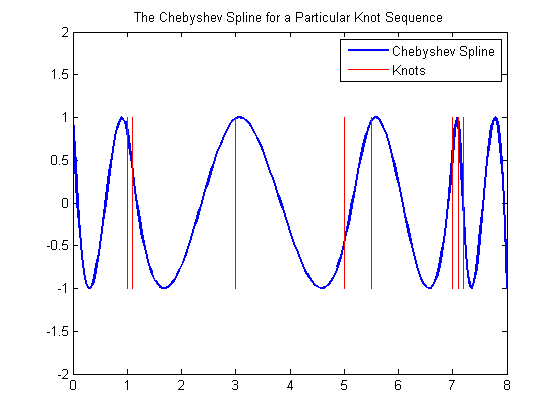 The Chebyshev Spline for a Particular Knot Sequence
2
1.5
1
0.5
0
-0.5
-1
-1.5
-2
0 1 2 3 4 5 6 7 8
Chebyshev Spline
Knots